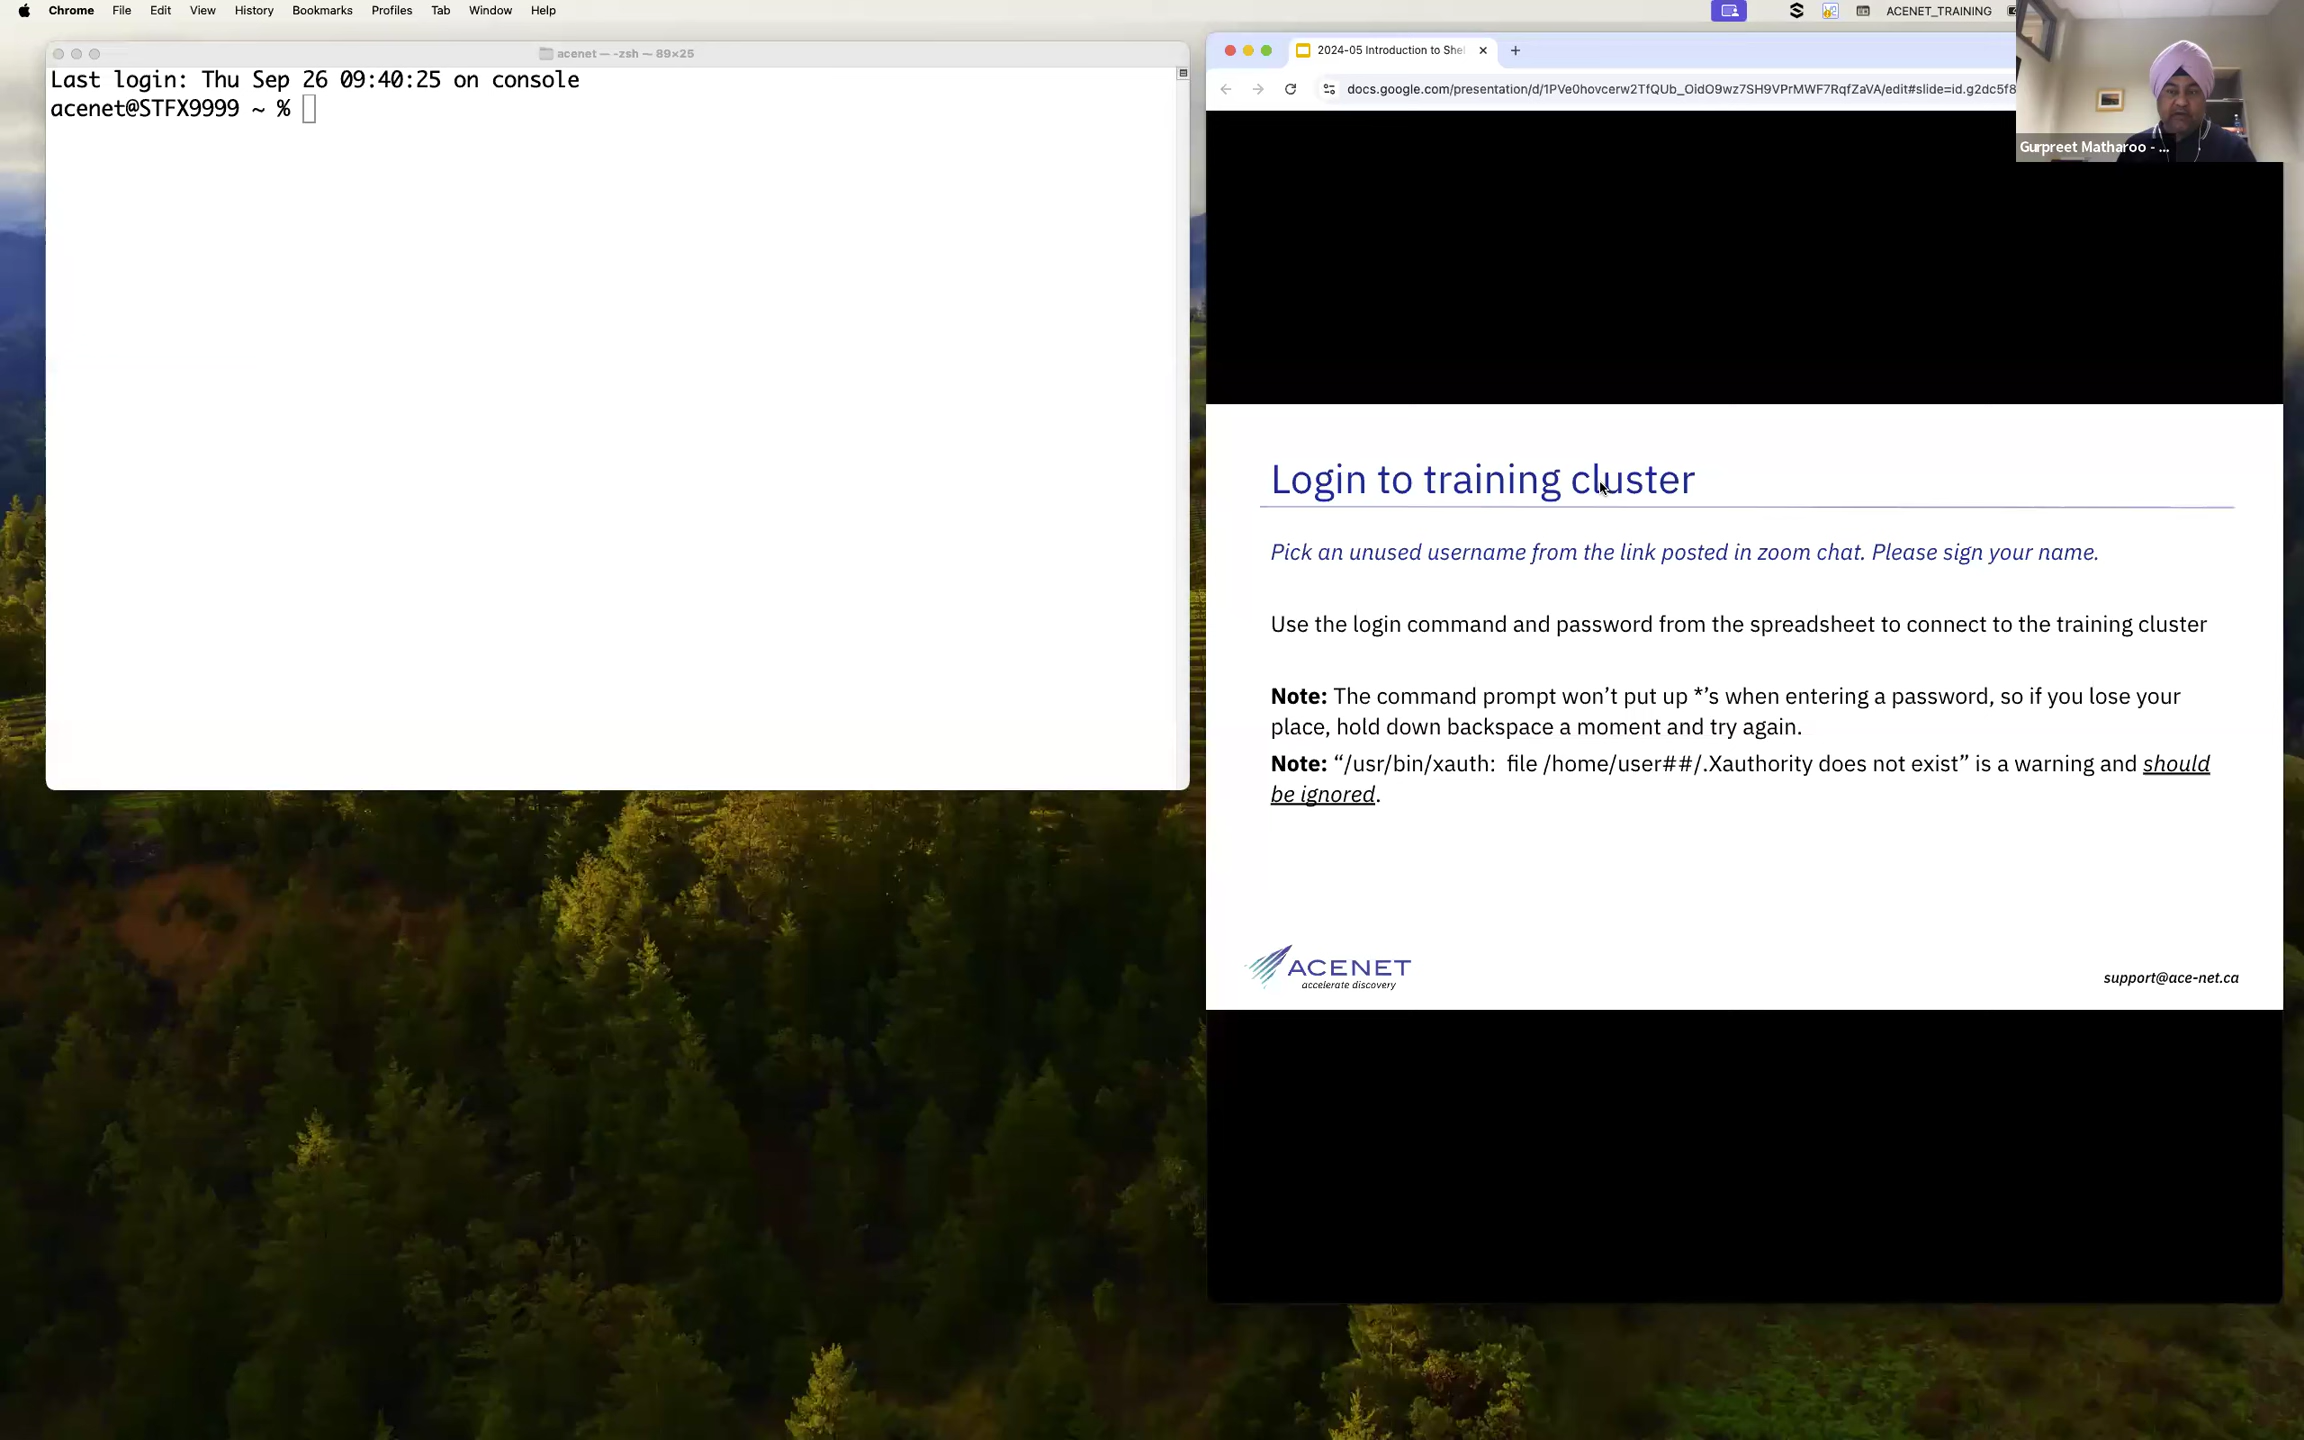 Chrome File Edit View History Bookmarks Profiles Tab Window Help
ACENET_TRAINING
acenet — -zsh — 89×25
Last login: Thu Sep 26 09:40:25 on console
acenet@STFX9999 ~ %
2024-05 Introduction to She
docs.google.com/presentation/d/1PVe0hovcerw2TfQUb_OidO9wz7SH9VPrMWF7RqfZaVA/edit#slide=id.g2dc5f8
Gurpreet Matharoo - ...
Login to training cluster
Pick an unused username from the link posted in zoom chat. Please sign your name.
Use the login command and password from the spreadsheet to connect to the training cluster
Note: The command prompt won’t put up *’s when entering a password, so if you lose your
place, hold down backspace a moment and try again.
Note: “/usr/bin/xauth: file /home/user##/.Xauthority does not exist” is a warning and should
be ignored.
ACENET
accelerate discovery
support@ace-net.ca